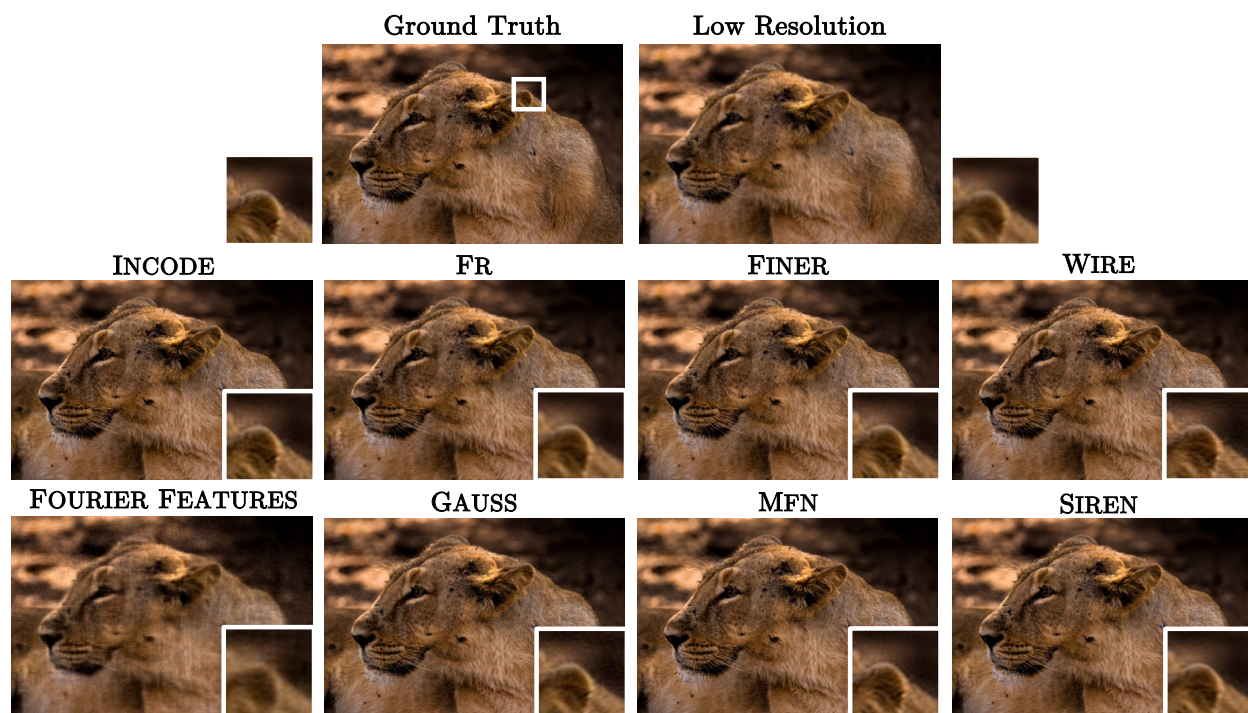 Ground Truth
Low Resolution
INCODE
FR
FINER
WIRE
FOURIER FEATURES
GAUSS
MFN
SIREN